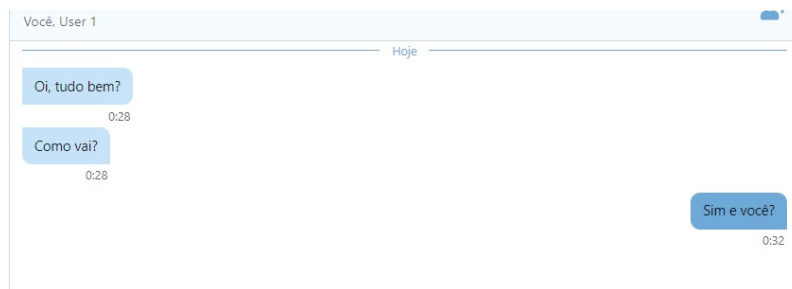 Você, User 1
Hoje
Oi, tudo bem?
0:28
Como vai?
0:28
Sim e você?
0:32